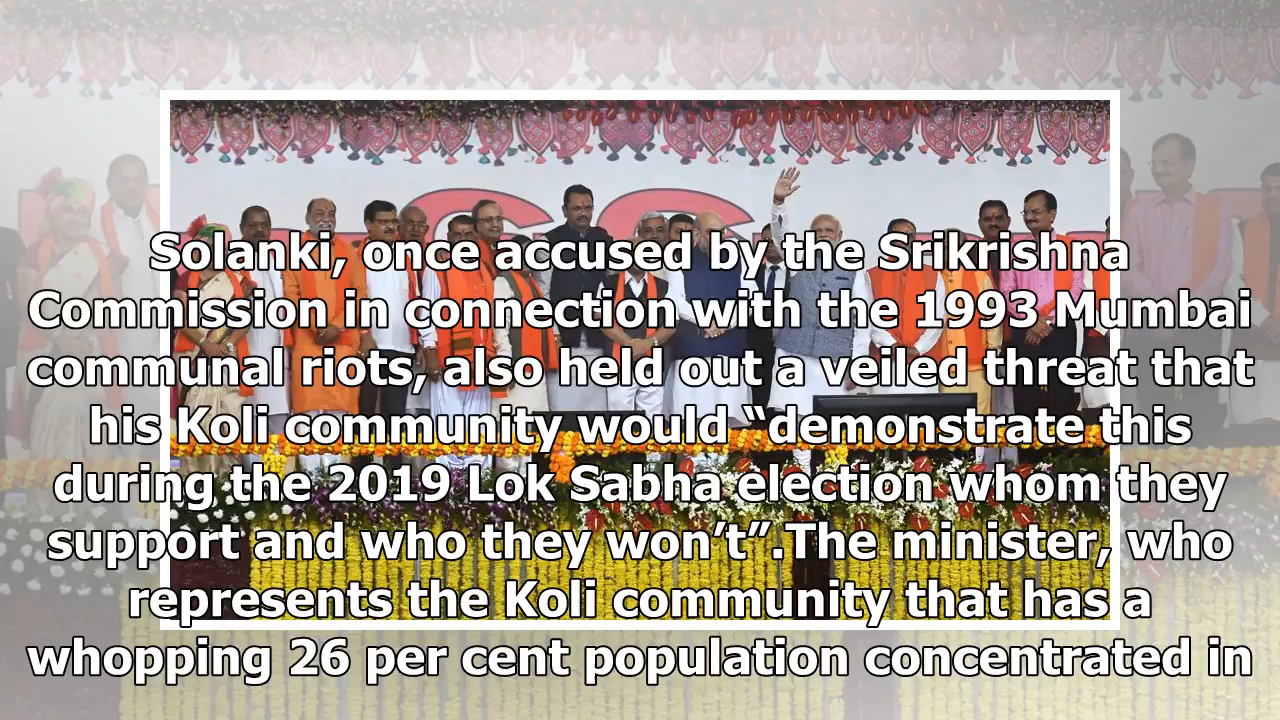 Solanki, once accused by the Srikrishna
Commission in connection with the 1993 Mumbai
communal riots, also held out a veiled threat that
his Koli community would “demonstrate this
during the 2019 Lok Sabha election whom they
support and who they won’t”.The minister, who
represents the Koli community that has a
whopping 26 per cent population concentrated in